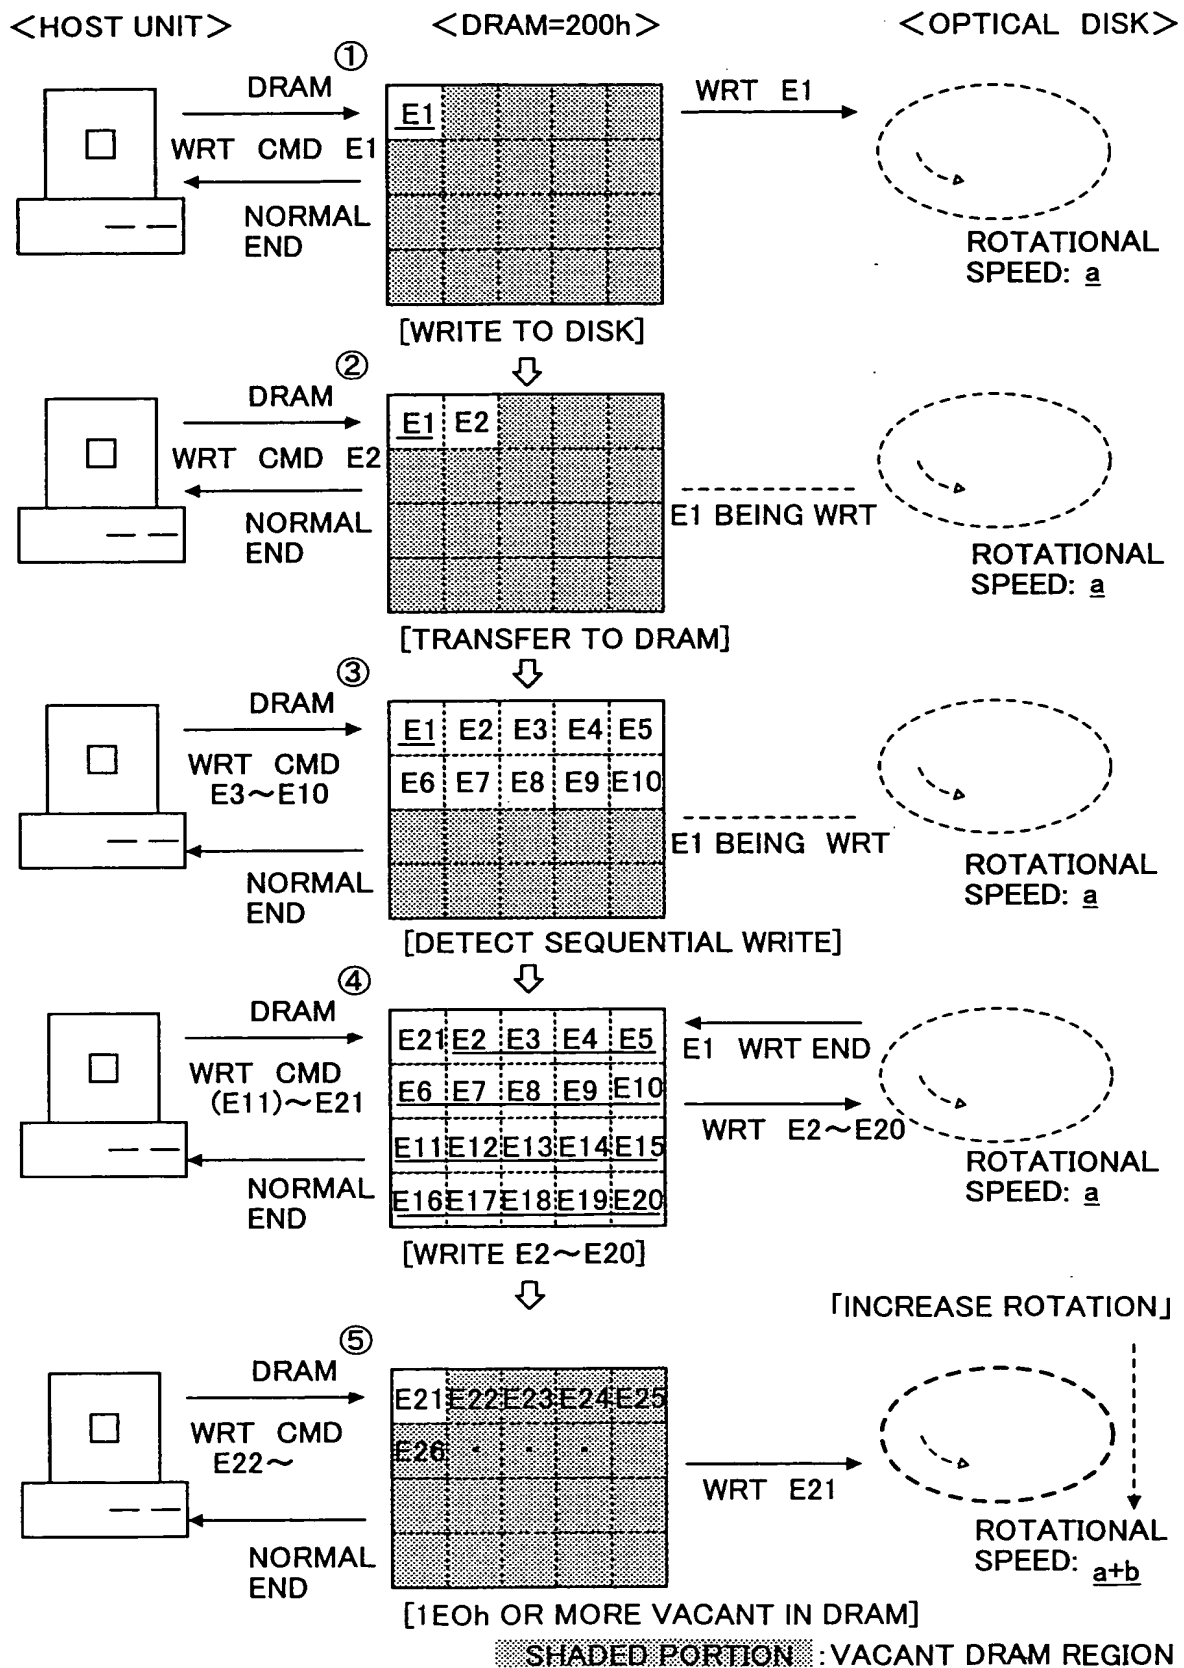 <HOST UNIT> <DRAM=200h> <OPTICAL DISK>
①
DRAM
WRT CMD E1
NORMAL
END
E1
WRT E1
ROTATIONAL
SPEED: a
[WRITE TO DISK]
②
DRAM
WRT CMD E2
NORMAL
END
E1 E2
E1 BEING WRT
ROTATIONAL
SPEED: a
[TRANSFER TO DRAM]
③
DRAM
WRT CMD
E3～E10
NORMAL
END
E1 E2 E3 E4 E5
E6 E7 E8 E9 E10
E1 BEING WRT
ROTATIONAL
SPEED: a
[DETECT SEQUENTIAL WRITE]
④
DRAM
WRT CMD
(E11)～E21
NORMAL
END
E21 E2 E3 E4 E5
E6 E7 E8 E9 E10
E11 E12 E13 E14 E15
E16 E17 E18 E19 E20
E1 WRT END
WRT E2～E20
ROTATIONAL
SPEED: a
[WRITE E2～E20]
「INCREASE ROTATION」
⑤
DRAM
WRT CMD
E22～
NORMAL
END
E21 E22 E23 E24 E25
E26 · · ·
WRT E21
ROTATIONAL
SPEED: a+b
[1E0h OR MORE VACANT IN DRAM]
SHADED PORTION :VACANT DRAM REGION